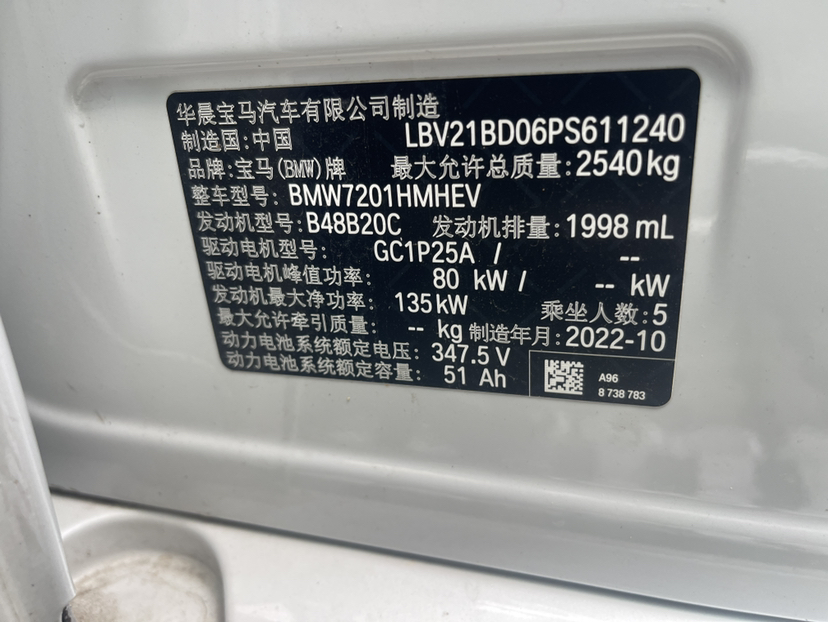 华晨宝马汽车有限公司制造
制造国:中国 LBV21BD06PS611240
品牌:宝马(BMW)牌 最大允许总质量:2540kg
整车型号:BMW7201HMHEV
发动机型号:B48B20C 发动机排量:1998 mL
驱动电机型号: GC1P25A / --
驱动电机峰值功率: 80 kW / -- kW
发动机最大净功率: 135kW 乘坐人数:5
最大允许牵引质量: -- kg 制造年月:2022-10
动力电池系统额定电压: 347.5 V
动力电池系统额定容量: 51 Ah
A96
8 738 783